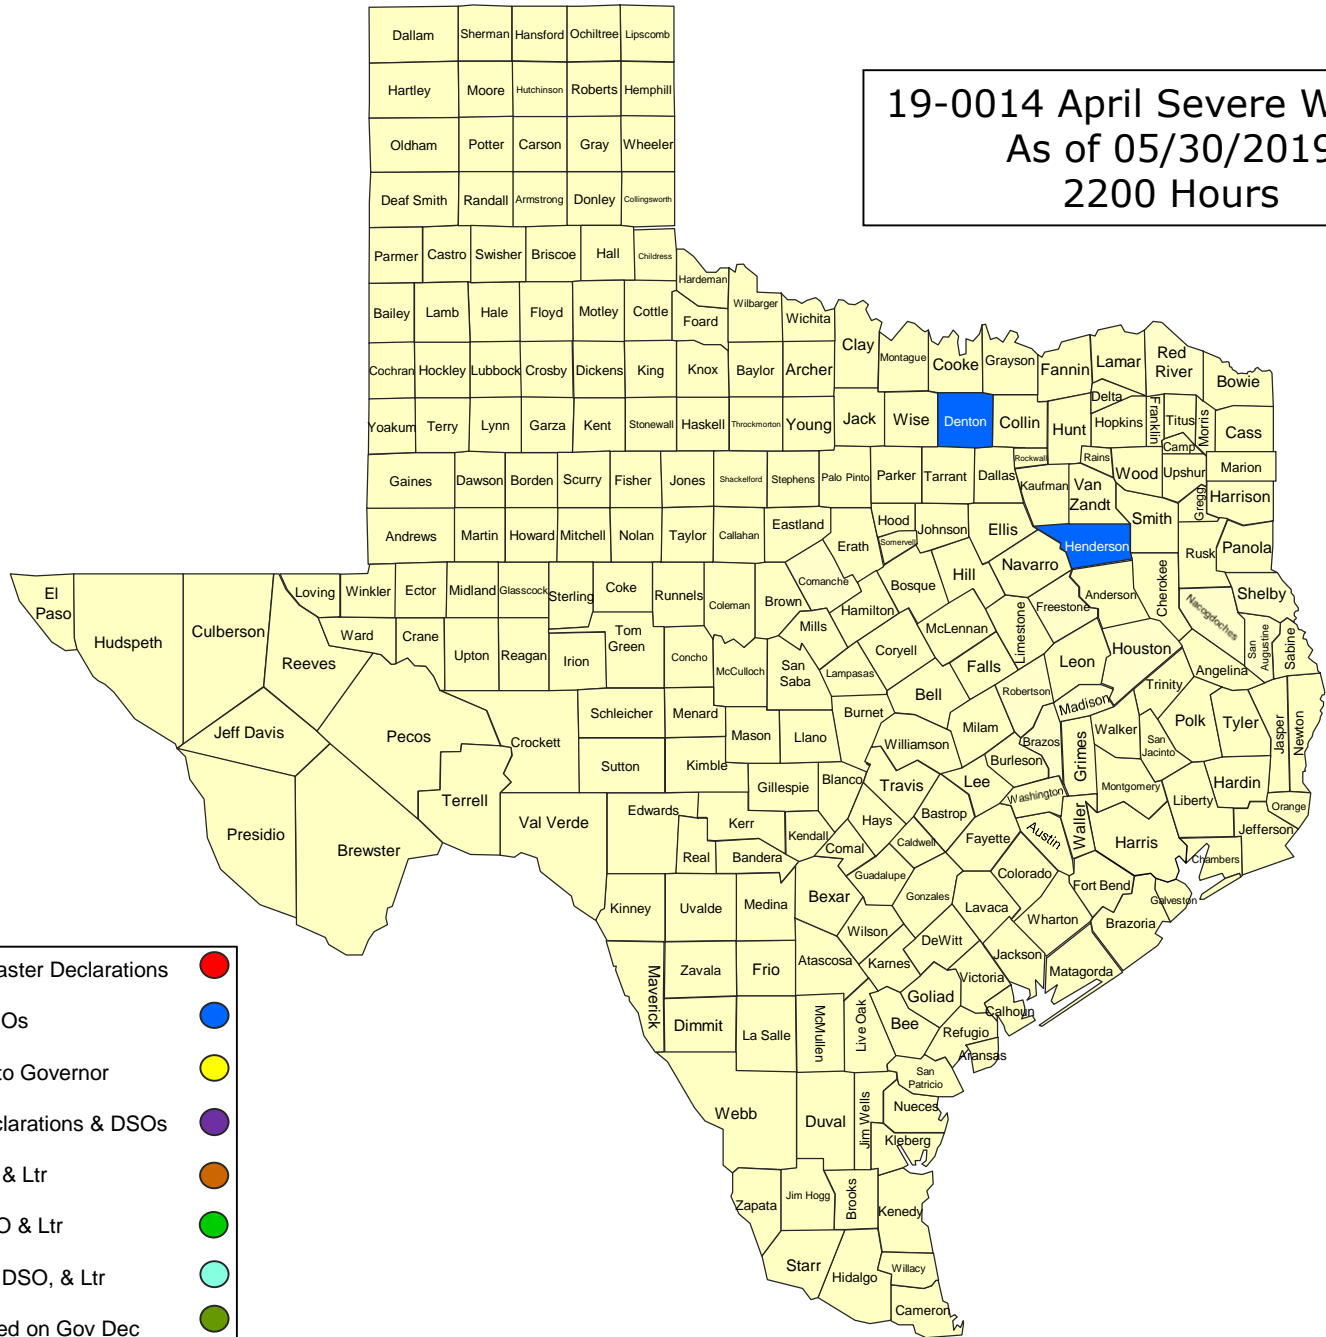 Dallam Sherman Hansford Ochiltree Lipscomb
Hartley Moore Hutchinson Roberts Hemphill
19-0014 April Severe W
As of 05/30/2019
2200 Hours
Oldham Potter Carson Gray Wheeler
Deaf Smith Randall Armstrong Donley Collingsworth
Parmer Castro Swisher Briscoe Hall Childress
Hardeman
Bailey Lamb Hale Floyd Motley Cottle Foard Wilbarger Wichita
Clay Montague Cooke Grayson Fannin Lamar Red River Bowie
Cochran Hockley Lubbock Crosby Dickens King Knox Baylor Archer
Delta
Yoakum Terry Lynn Garza Kent Stonewall Haskell Throckmorton Young Jack Wise Denton Collin Hunt Hopkins Franklin Titus Morris Cass
Camp
Rockwall Rains
Gaines Dawson Borden Scurry Fisher Jones Shackelford Stephens Palo Pinto Parker Tarrant Dallas Kaufman Van Zandt Wood Upshur Marion
Gregg Harrison
Andrews Martin Howard Mitchell Nolan Taylor Callahan Eastland Erath Hood Somervell Johnson Ellis Henderson Smith Rusk Panola
Navarro
El Paso Hudspeth Culberson Loving Winkler Ector Midland Glasscock Sterling Coke Runnels Coleman Brown Comanche Hamilton Bosque Hill Freestone Anderson Cherokee Nacogdoches Shelby
Reeves Ward Crane Upton Reagan Irion Tom Green Concho McCulloch San Saba Mills Lampasas Coryell McLennan Limestone Falls Leon Houston Angelina San Augustine Sabine
Jeff Davis Pecos Crockett Schleicher Menard Mason Llano Burnet Bell Milam Robertson Madison Trinity Walker San Jacinto Polk Tyler Jasper Newton
Sutton Kimble Gillespie Blanco Williamson Travis Lee Burleson Brazos Grimes Washington Montgomery Liberty Hardin Orange
Presidio Brewster Terrell Val Verde Edwards Kerr Real Bandera Kendall Comal Hays Caldwell Bastrop Fayette Austin Waller Harris Chambers Jefferson
Kinney Uvalde Medina Bexar Guadalupe Gonzales Lavaca Colorado Wharton Fort Bend Brazoria Galveston
Maverick Zavala Frio Atascosa Wilson Karnes DeWitt Victoria Jackson Matagorda
Dimmit La Salle McMullen Live Oak Bee Goliad Refugio Calhoun Aransas
San Patricio
Webb Duval Jim Wells Nueces
Kleberg
Zapata Jim Hogg Brooks Kenedy
Starr Hidalgo Willacy
Cameron
aster Declarations
Os
to Governor
clarations & DSOs
& Ltr
O & Ltr
DSO, & Ltr
ed on Gov Dec